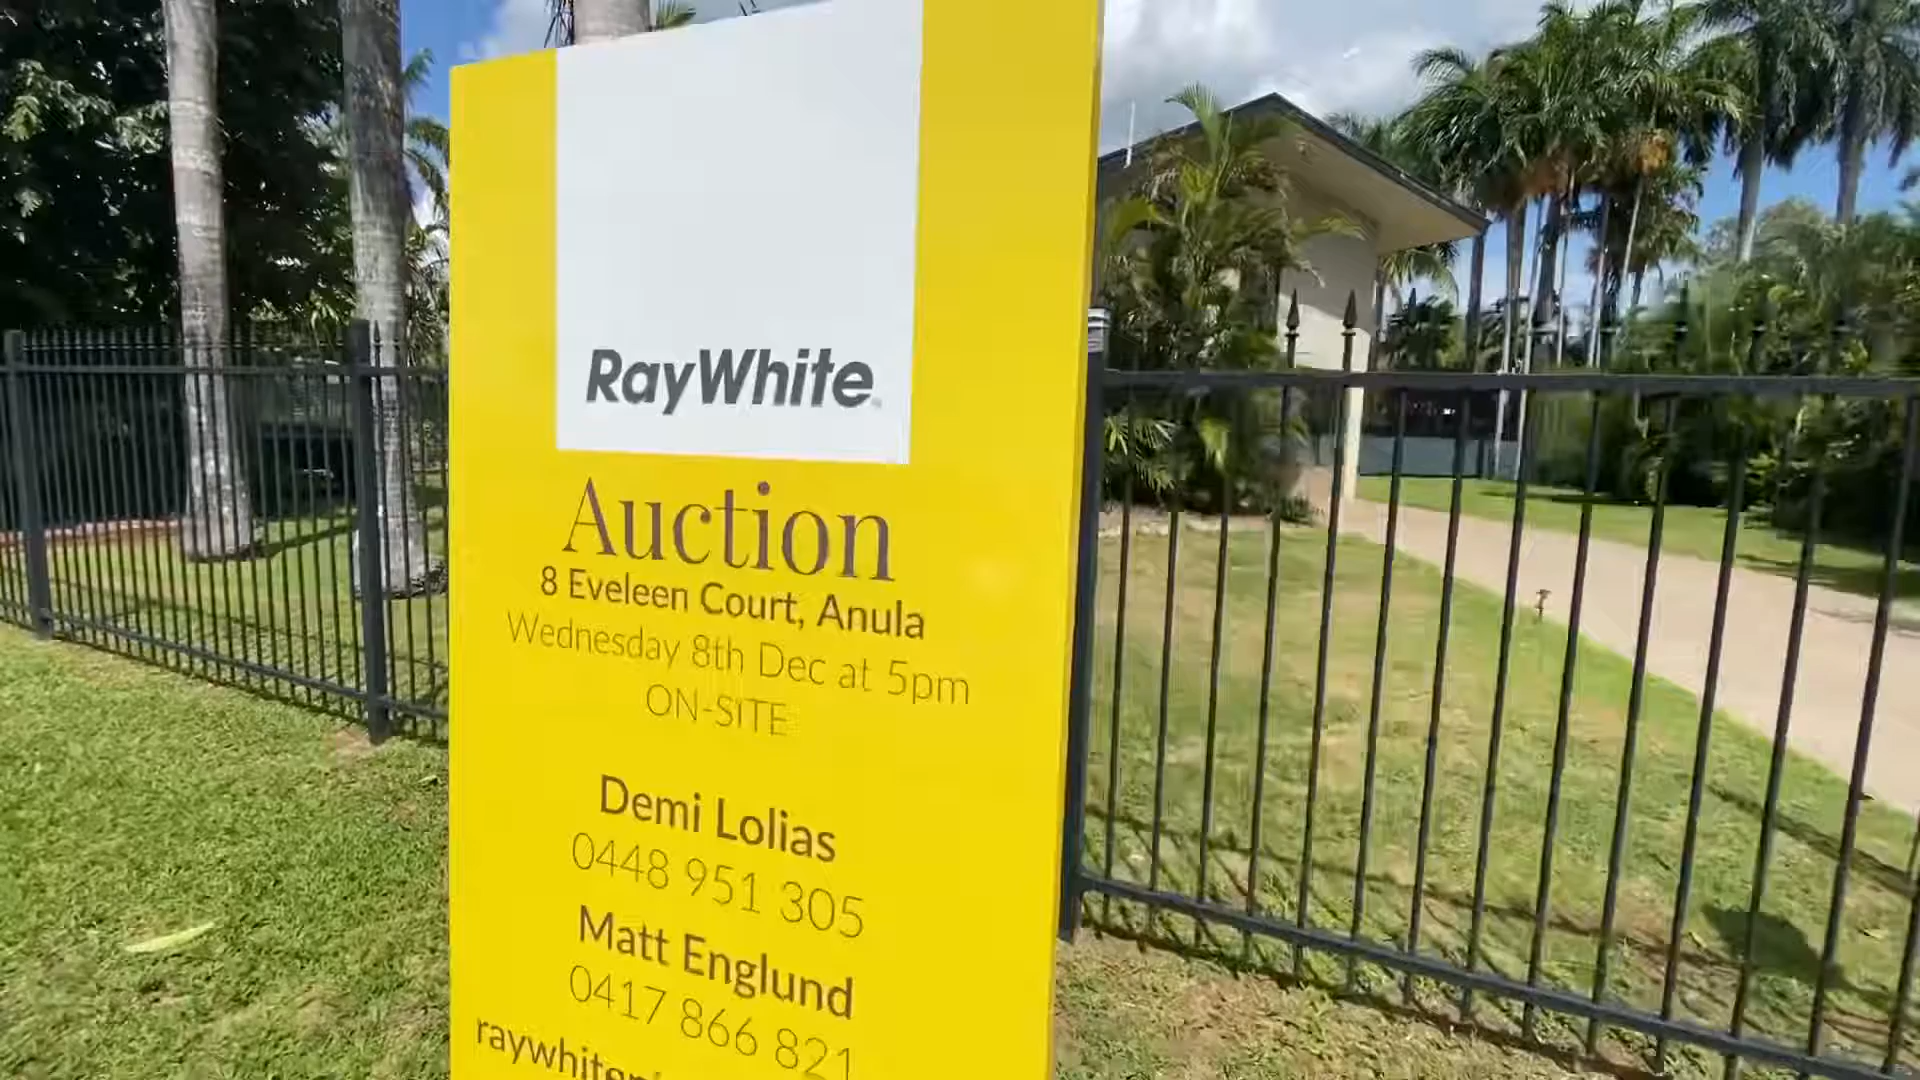 RayWhite
Auction
8 Eveleen Court, Anula
Wednesday 8th Dec at 5pm
ON-SITE
Demi Lolias
0448 951 305
Matt Englund
0417 866 821